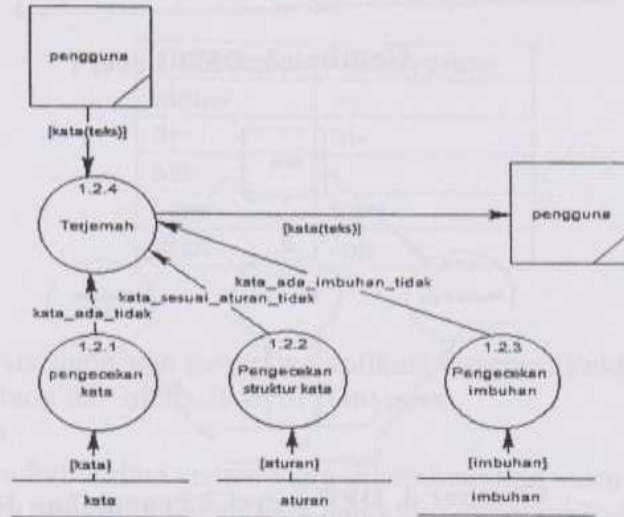 pengguna
[kata(teks)]
1.2.4
Terjemah
[kata(teks)]
pengguna
kata_ada_imbuhan_tidak
kata_sesuai_aturan_tidak
kata_ada_tidak
1.2.1
pengecekan
kata
1.2.2
Pengecekan
struktur kata
1.2.3
Pengecekan
imbuhan
[kata]
[aturan]
[imbuhan]
kata
aturan
imbuhan